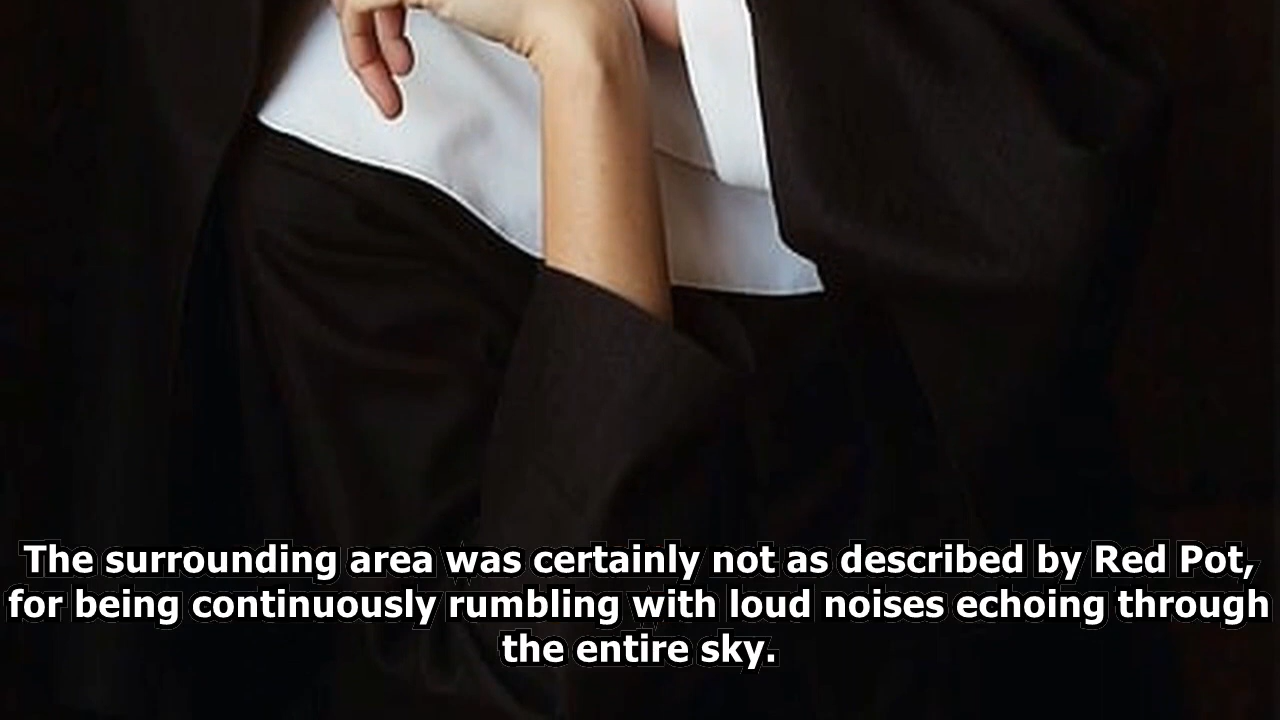 The surrounding area was certainly not as described by Red Pot,
for being continuously rumbling with loud noises echoing through
the entire sky.